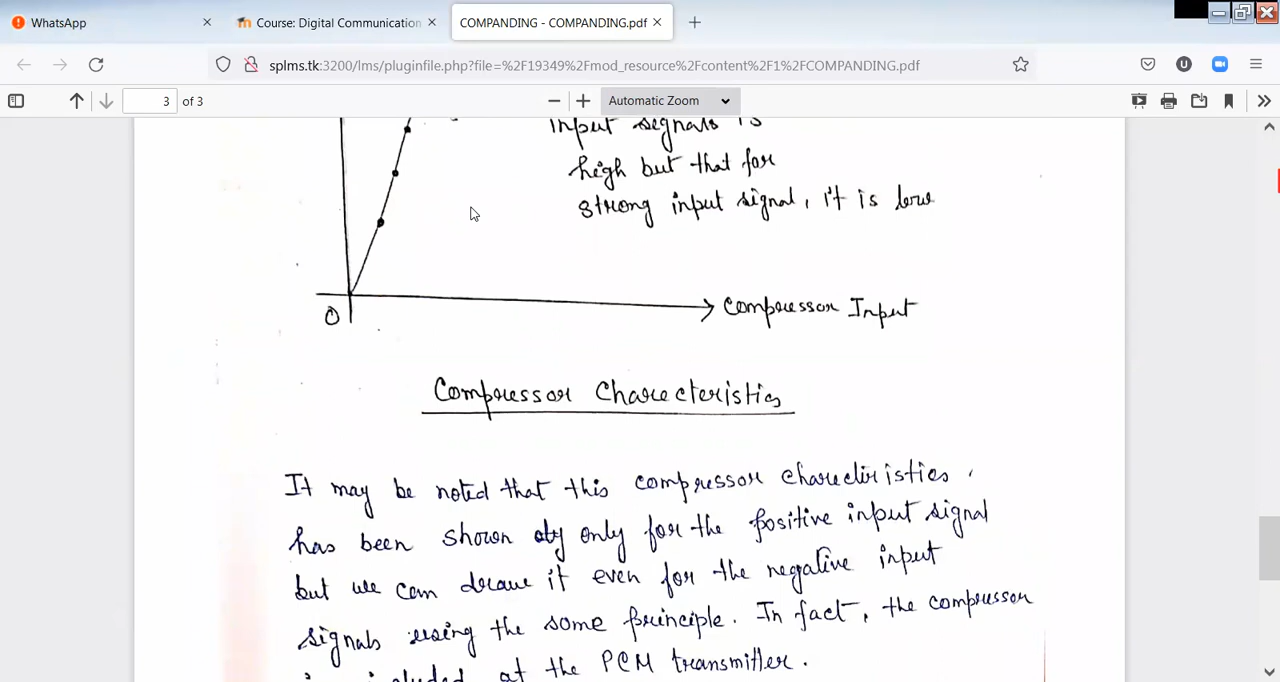 WhatsApp
Course: Digital Communication
COMPANDING - COMPANDING.pdf
splms.tk:3200/lms/pluginfile.php?file=%2F19349%2Fmod_resource%2Fcontent%2F1%2FCOMPANDING.pdf
3 of 3
Automatic Zoom
input signals is
high but that for
strong input signal, it is low
O
Compressor Input
Compressor Charecteristics
It may be noted that this compressor charectiristics
has been shown only for the positive input signal
but we can draw it even for the negative input
signals using the some principle. In fact, the compressor
included at the PCM transmitter.